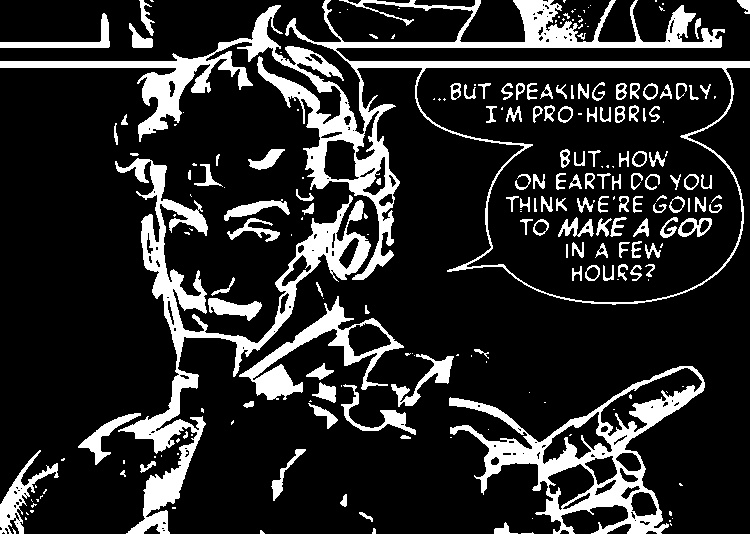 ...BUT SPEAKING BROADLY.
I'M PRO-HUBRIS.
BUT...HOW
ON EARTH DO YOU
THINK WE'RE GOING
TO MAKE A GOD
IN A FEW
HOURS?